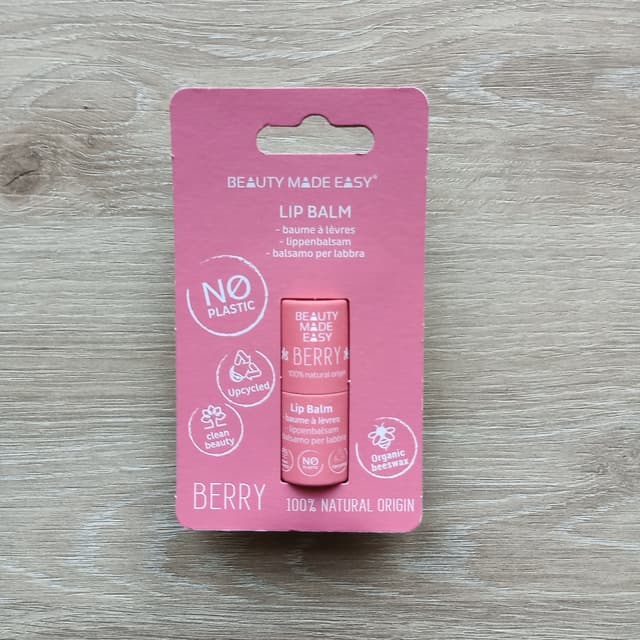 BEAUTY MADE EASY®
LIP BALM
- baume à lèvres
- lippenbalsam
- balsamo per labbra
NO
PLASTIC
Upcycled
clean
beauty
BEAUTY
MADE
EASY
BERRY
100% natural origin
Lip Balm
- baume à lèvres
- lippenbalsam
balsamo per labbra
NO
Organic
beeswax
BERRY
100% NATURAL ORIGIN